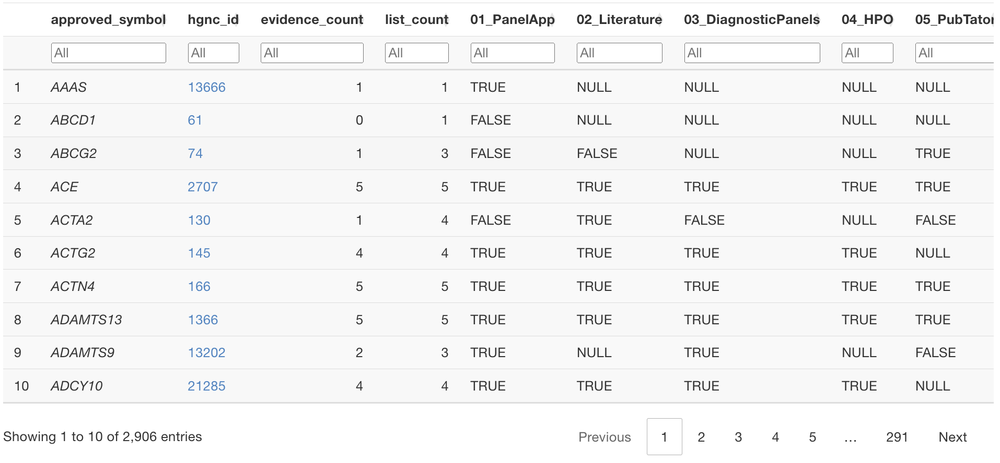 approved_symbol hgnc_id evidence_count list_count 01_PanelApp 02_Literature 03_DiagnosticPanels 04_HPO 05_PubTator
All All All All All All All All All
1 AAAS 13666 1 1 TRUE NULL NULL NULL NULL
2 ABCD1 61 0 1 FALSE NULL NULL NULL NULL
3 ABCG2 74 1 3 FALSE FALSE NULL NULL TRUE
4 ACE 2707 5 5 TRUE TRUE TRUE TRUE TRUE
5 ACTA2 130 1 4 FALSE TRUE FALSE NULL FALSE
6 ACTG2 145 4 4 TRUE TRUE TRUE TRUE NULL
7 ACTN4 166 5 5 TRUE TRUE TRUE TRUE TRUE
8 ADAMTS13 1366 5 5 TRUE TRUE TRUE TRUE TRUE
9 ADAMTS9 13202 2 3 TRUE NULL TRUE NULL FALSE
10 ADCY10 21285 4 4 TRUE TRUE TRUE TRUE NULL
Showing 1 to 10 of 2,906 entries Previous 1 2 3 4 5 ... 291 Next